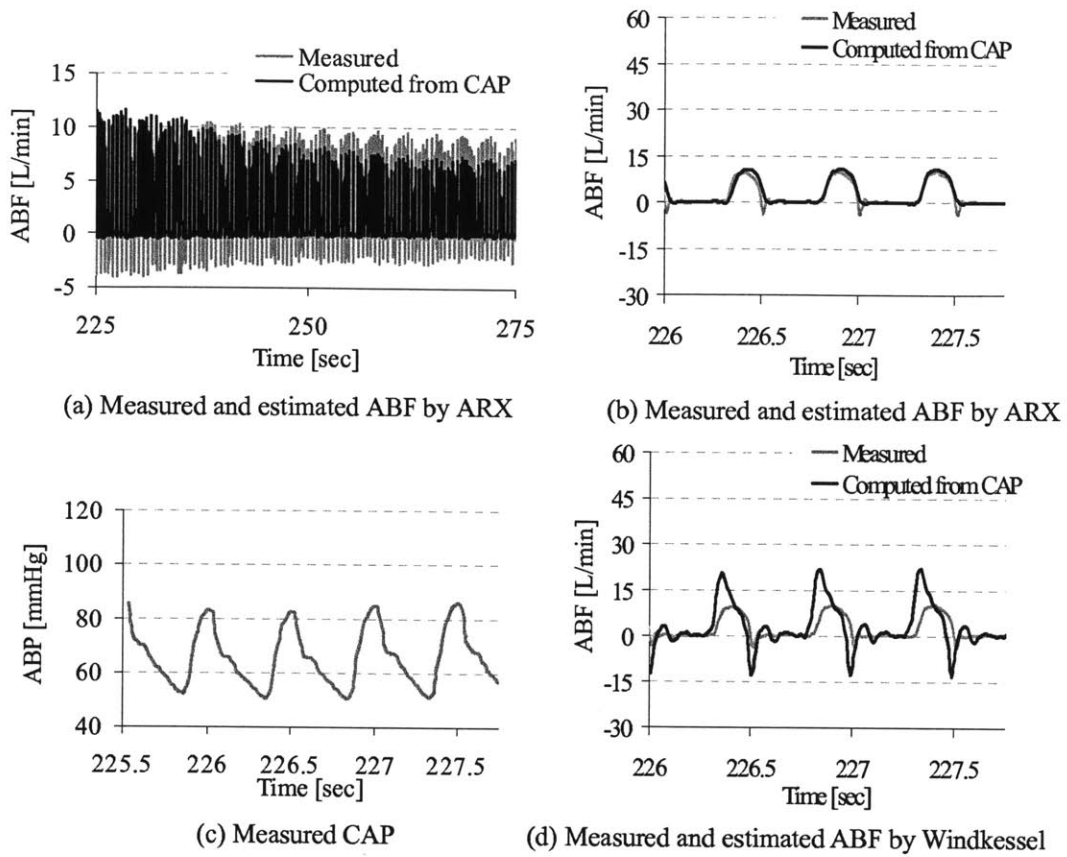 Measured
Computed from CAP
15
10
5
0
-5
ABF [L/min]
225
250
275
Time [sec]
(a) Measured and estimated ABF by ARX
Measured
Computed from CAP
60
45
30
15
0
-15
-30
ABF [L/min]
226
226.5
227
227.5
Time [sec]
(b) Measured and estimated ABF by ARX
120
100
80
60
40
ABP [mmHg]
225.5
226
226.5
227
227.5
Time [sec]
(c) Measured CAP
Measured
Computed from CAP
60
45
30
15
0
-15
-30
ABF [L/min]
226
226.5
227
227.5
Time [sec]
(d) Measured and estimated ABF by Windkessel